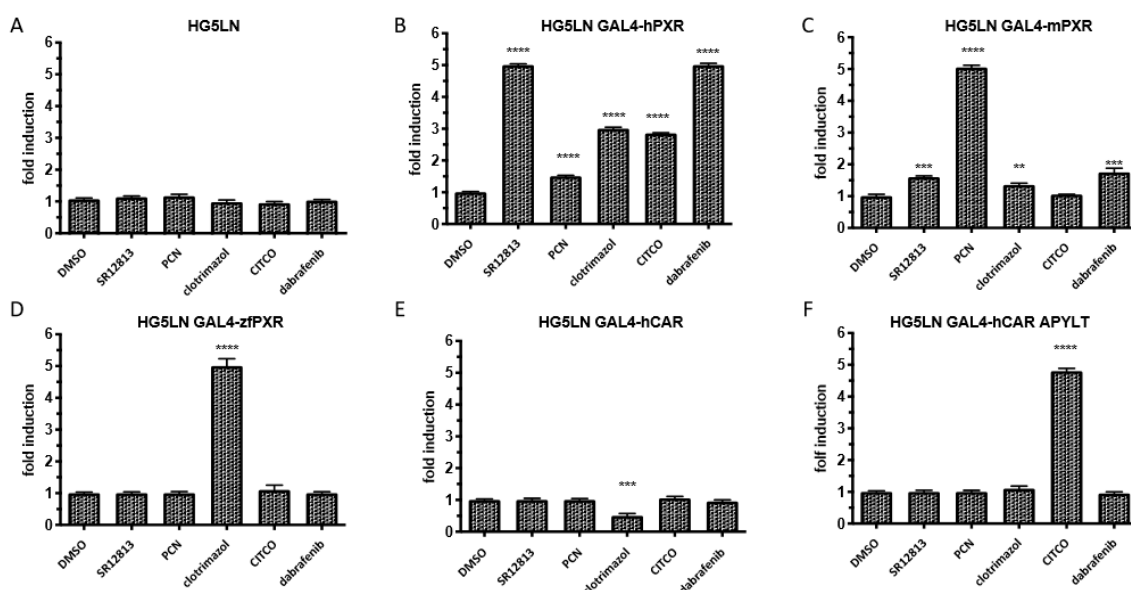 A
HG5LN
fold induction
6
5
4
3
2
1
0
DMSO
SR12813
PCN
clotrimazol
CITCO
dabrafenib
B
HG5LN GAL4-hPXR
fold induction
6
5
4
3
2
1
0
****
****
****
****
****
DMSO
SR12813
PCN
clotrimazol
CITCO
dabrafenib
C
HG5LN GAL4-mPXR
fold induction
6
5
4
3
2
1
0
***
****
**
***
DMSO
SR12813
PCN
clotrimazol
CITCO
dabrafenib
D
HG5LN GAL4-zfPXR
fold induction
6
5
4
3
2
1
0
****
DMSO
SR12813
PCN
clotrimazol
CITCO
dabrafenib
E
HG5LN GAL4-hCAR
fold induction
6
5
4
3
2
1
0
***
DMSO
SR12813
PCN
clotrimazol
CITCO
dabrafenib
F
HG5LN GAL4-hCAR APYLT
folf induction
6
5
4
3
2
1
0
****
DMSO
SR12813
PCN
clotrimazol
CITCO
dabrafenib